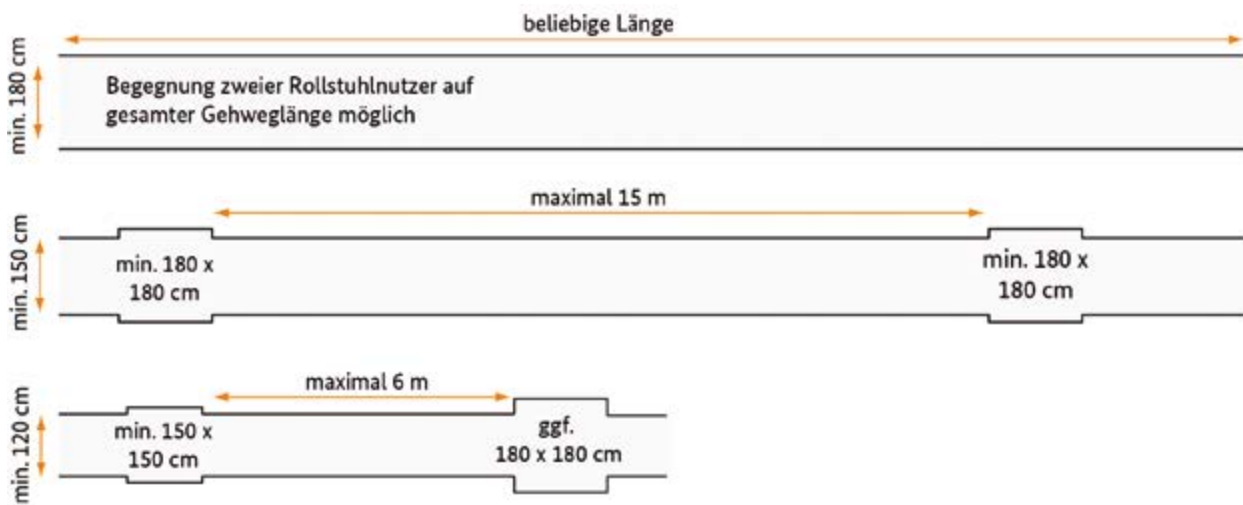 beliebige Länge
min. 180 cm
Begegnung zweier Rollstuhlnutzer auf
gesamter Gehweglänge möglich
maximal 15 m
min. 150 cm
min. 180 x
180 cm
min. 180 x
180 cm
maximal 6 m
min. 120 cm
min. 150 x
150 cm
ggf.
180 x 180 cm